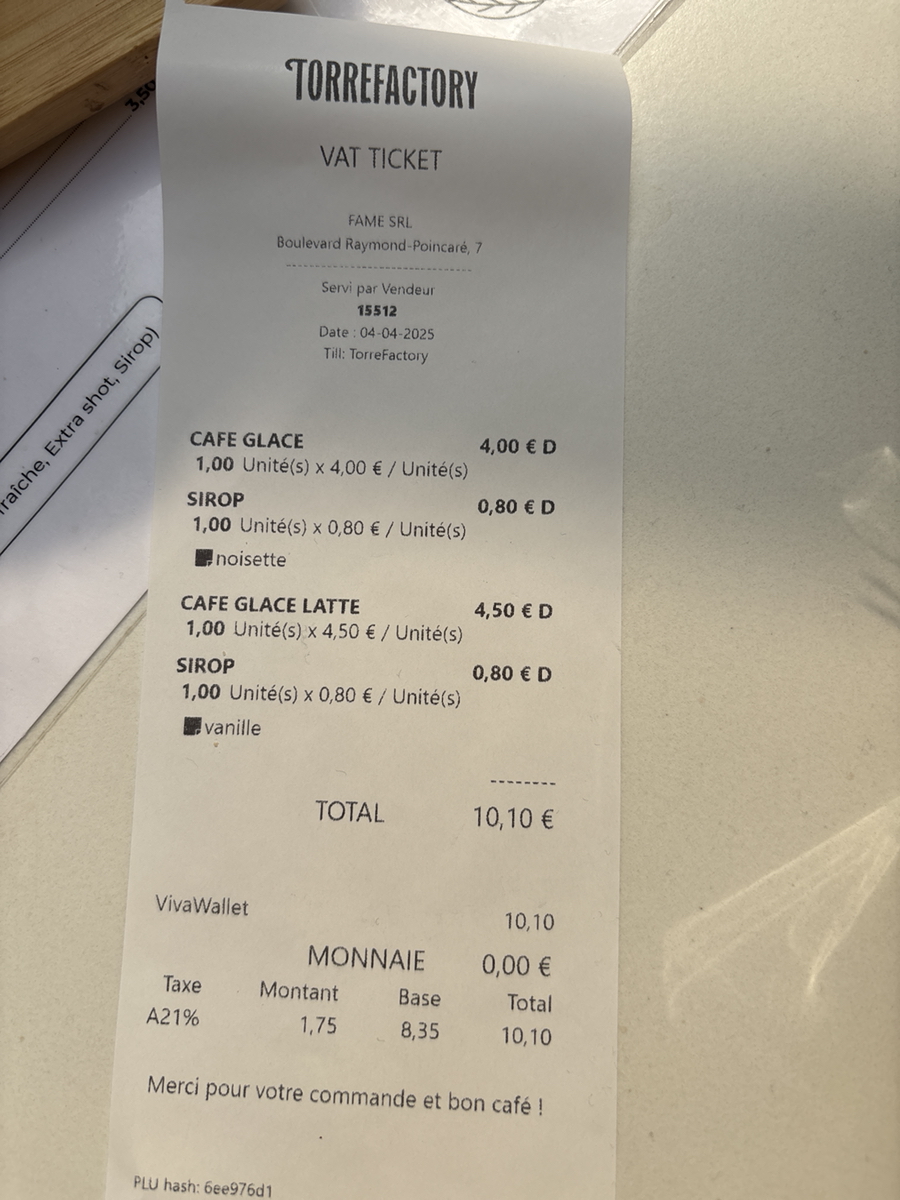 TORREFACTORY
VAT TICKET
FAME SRL
Boulevard Raymond-Poincaré, 7
Servi par Vendeur
15512
Date : 04-04-2025
Till: TorreFactory
CAFE GLACE 4,00 € D
1,00 Unité(s) x 4,00 € / Unité(s)
SIROP 0,80 € D
1,00 Unité(s) x 0,80 € / Unité(s)
noisette
CAFE GLACE LATTE 4,50 € D
1,00 Unité(s) x 4,50 € / Unité(s)
SIROP 0,80 € D
1,00 Unité(s) x 0,80 € / Unité(s)
vanille
--------
TOTAL 10,10 €
VivaWallet 10,10
MONNAIE 0,00 €
Taxe Montant Base Total
A21% 1,75 8,35 10,10
Merci pour votre commande et bon café !
PLU hash: 6ee976d1
3,50
raîche, Extra shot, Sirop)